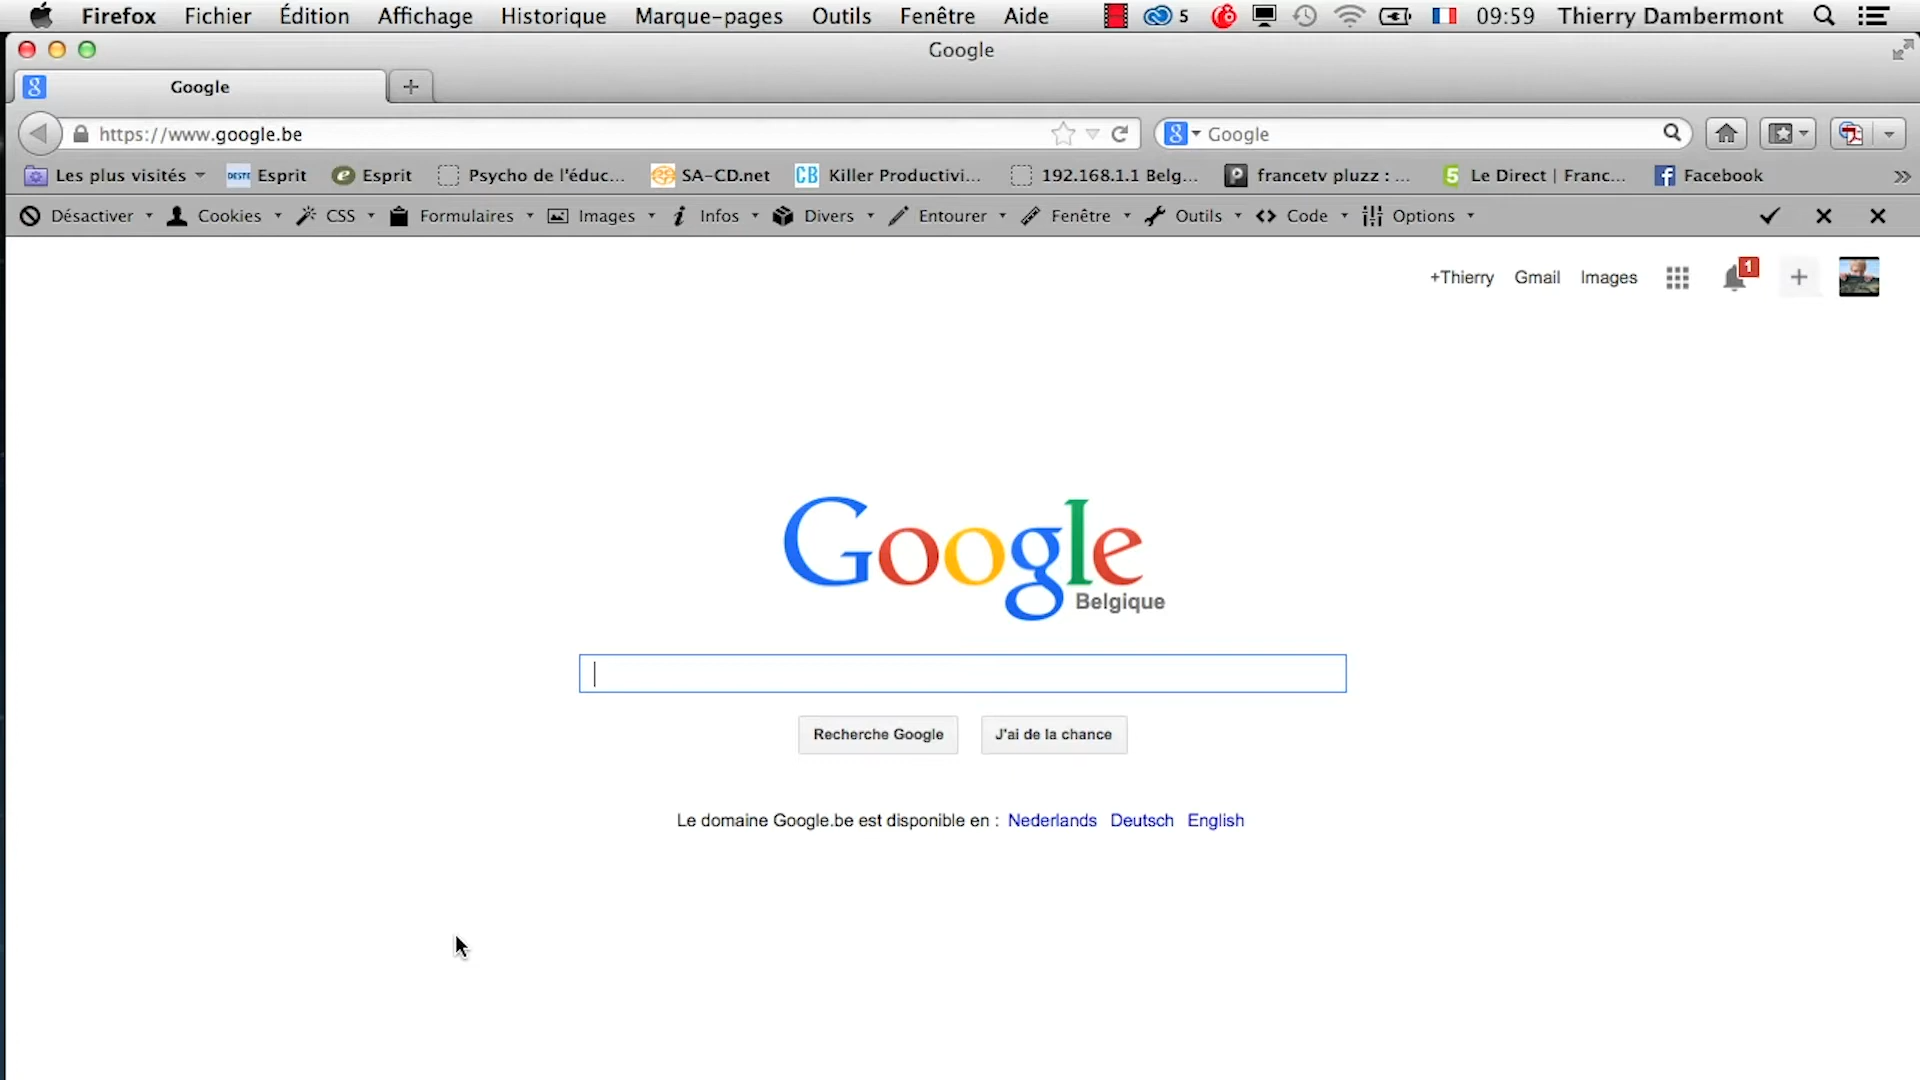 Firefox Fichier Édition Affichage Historique Marque-pages Outils Fenêtre Aide 5 09:59 Thierry Dambermont
Google
Google
https://www.google.be Google
Les plus visités Esprit Esprit Psycho de l'éduc... SA-CD.net CB Killer Productivi... 192.168.1.1 Belg... P francetv pluzz : ... 5 Le Direct | Franc... Facebook
Désactiver Cookies CSS Formulaires Images Infos Divers Entourer Fenêtre Outils Code Options
+Thierry Gmail Images 1
Google
Belgique
Recherche Google J'ai de la chance
Le domaine Google.be est disponible en : Nederlands Deutsch English